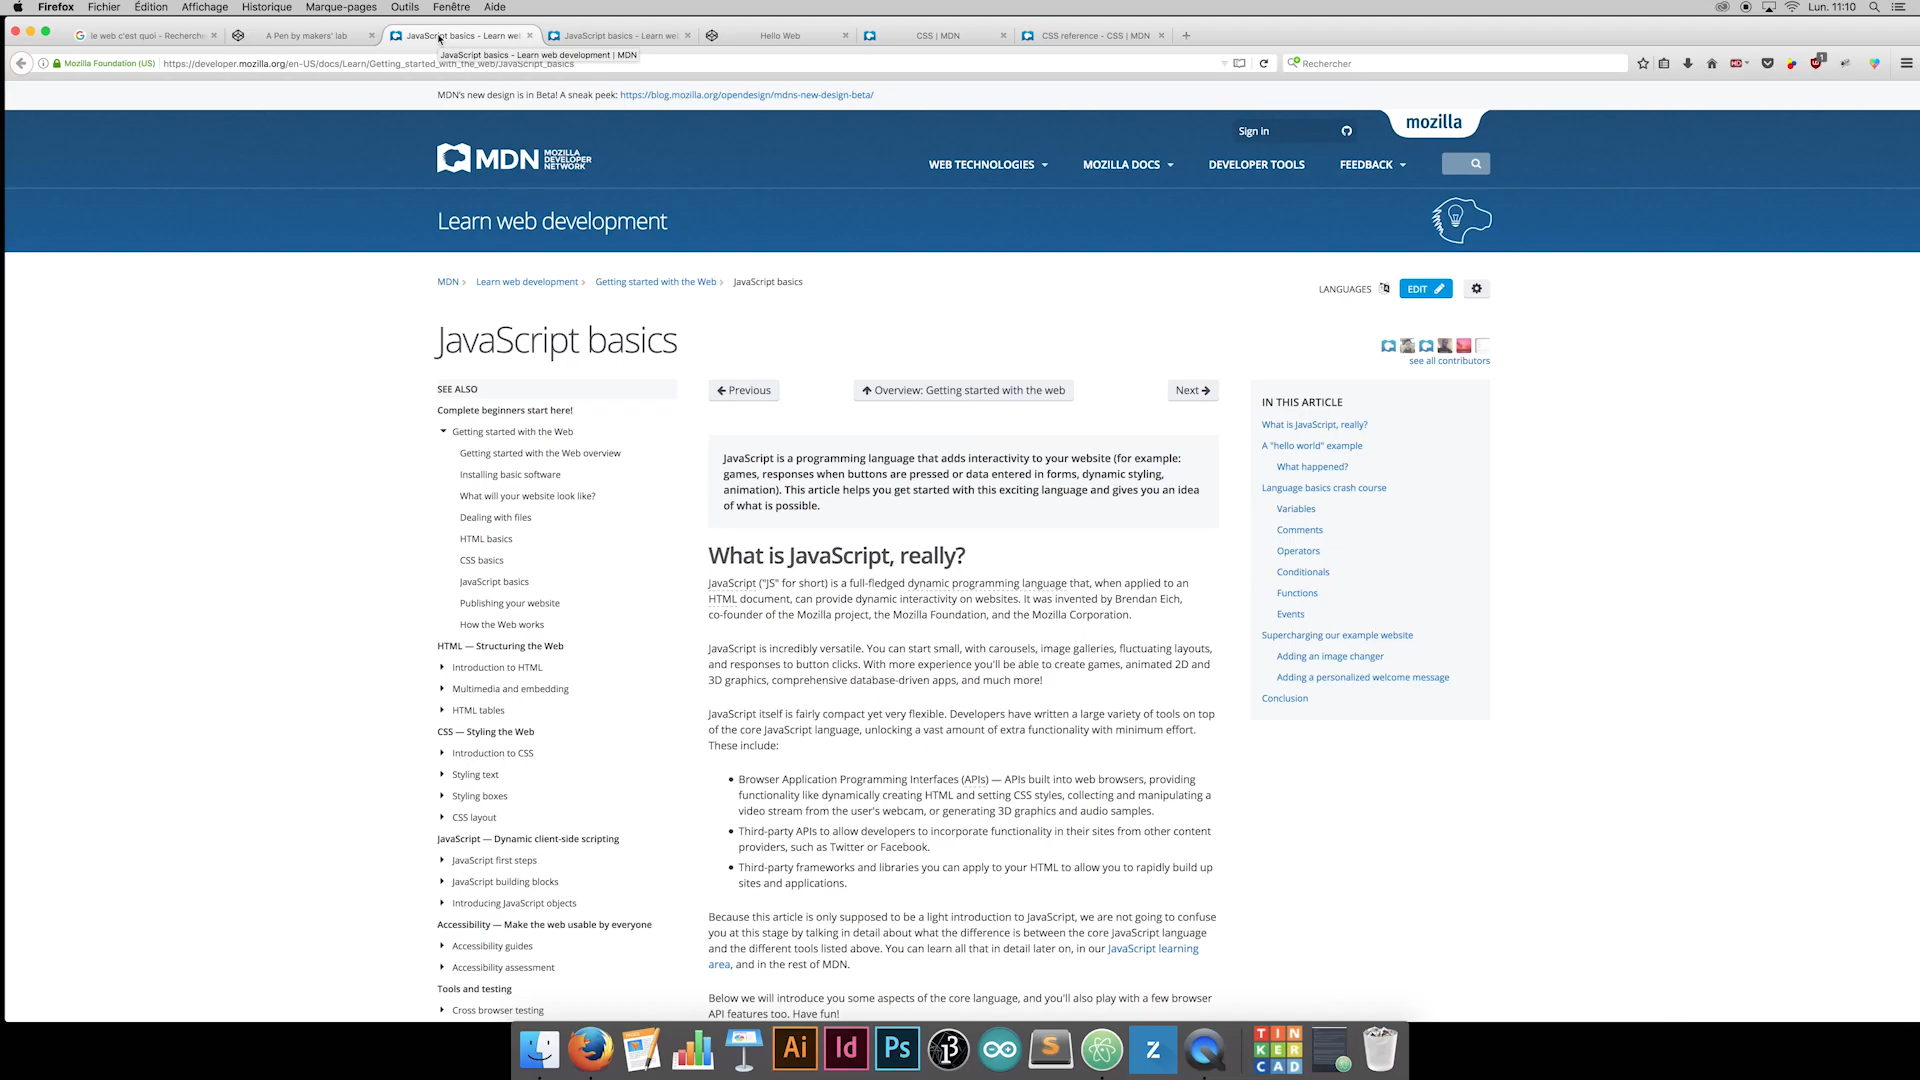 Firefox Fichier Édition Affichage Historique Marque-pages Outils Fenêtre Aide Lun. 11:10
le web c'est quoi - Recherche
A Pen by makers' lab
JavaScript basics - Learn we
JavaScript basics - Learn we
Hello Web
CSS | MDN
CSS reference - CSS | MDN
JavaScript basics - Learn web development | MDN
Mozilla Foundation (US) https://developer.mozilla.org/en-US/docs/Learn/Getting_started_with_the_web/JavaScript_basics
Rechercher
MDN's new design is in Beta! A sneak peek: https://blog.mozilla.org/opendesign/mdns-new-design-beta/
Sign in
mozilla
MDN MOZILLA DEVELOPER NETWORK
WEB TECHNOLOGIES MOZILLA DOCS DEVELOPER TOOLS FEEDBACK
Learn web development
MDN Learn web development Getting started with the Web JavaScript basics
LANGUAGES EDIT
JavaScript basics
see all contributors
SEE ALSO
Complete beginners start here!
Getting started with the Web
Getting started with the Web overview
Installing basic software
What will your website look like?
Dealing with files
HTML basics
CSS basics
JavaScript basics
Publishing your website
How the Web works
HTML — Structuring the Web
Introduction to HTML
Multimedia and embedding
HTML tables
CSS — Styling the Web
Introduction to CSS
Styling text
Styling boxes
CSS layout
JavaScript — Dynamic client-side scripting
JavaScript first steps
JavaScript building blocks
Introducing JavaScript objects
Accessibility — Make the web usable by everyone
Accessibility guides
Accessibility assessment
Tools and testing
Cross browser testing
Previous
Overview: Getting started with the web
Next
JavaScript is a programming language that adds interactivity to your website (for example:
games, responses when buttons are pressed or data entered in forms, dynamic styling,
animation). This article helps you get started with this exciting language and gives you an idea
of what is possible.
What is JavaScript, really?
JavaScript ("JS" for short) is a full-fledged dynamic programming language that, when applied to an
HTML document, can provide dynamic interactivity on websites. It was invented by Brendan Eich,
co-founder of the Mozilla project, the Mozilla Foundation, and the Mozilla Corporation.
JavaScript is incredibly versatile. You can start small, with carousels, image galleries, fluctuating layouts,
and responses to button clicks. With more experience you'll be able to create games, animated 2D and
3D graphics, comprehensive database-driven apps, and much more!
JavaScript itself is fairly compact yet very flexible. Developers have written a large variety of tools on top
of the core JavaScript language, unlocking a vast amount of extra functionality with minimum effort.
These include:
• Browser Application Programming Interfaces (APIs) — APIs built into web browsers, providing
functionality like dynamically creating HTML and setting CSS styles, collecting and manipulating a
video stream from the user's webcam, or generating 3D graphics and audio samples.
• Third-party APIs to allow developers to incorporate functionality in their sites from other content
providers, such as Twitter or Facebook.
• Third-party frameworks and libraries you can apply to your HTML to allow you to rapidly build up
sites and applications.
Because this article is only supposed to be a light introduction to JavaScript, we are not going to confuse
you at this stage by talking in detail about what the difference is between the core JavaScript language
and the different tools listed above. You can learn all that in detail later on, in our JavaScript learning
area, and in the rest of MDN.
Below we will introduce you some aspects of the core language, and you'll also play with a few browser
API features too. Have fun!
IN THIS ARTICLE
What is JavaScript, really?
A "hello world" example
What happened?
Language basics crash course
Variables
Comments
Operators
Conditionals
Functions
Events
Supercharging our example website
Adding an image changer
Adding a personalized welcome message
Conclusion
Ai Id Ps S Z
TIN
KER
CAD